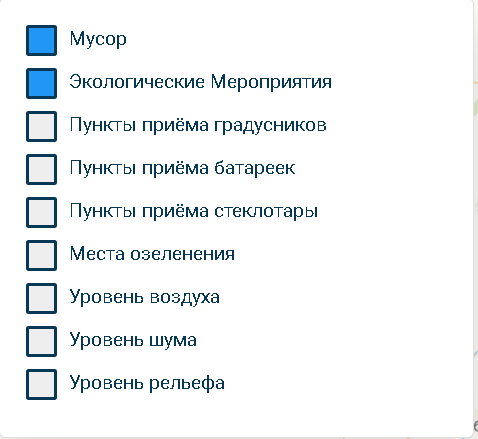 Мусор
Экологические Мероприятия
Пункты приёма градусников
Пункты приёма батареек
Пункты приёма стеклотары
Места озеленения
Уровень воздуха
Уровень шума
Уровень рельефа